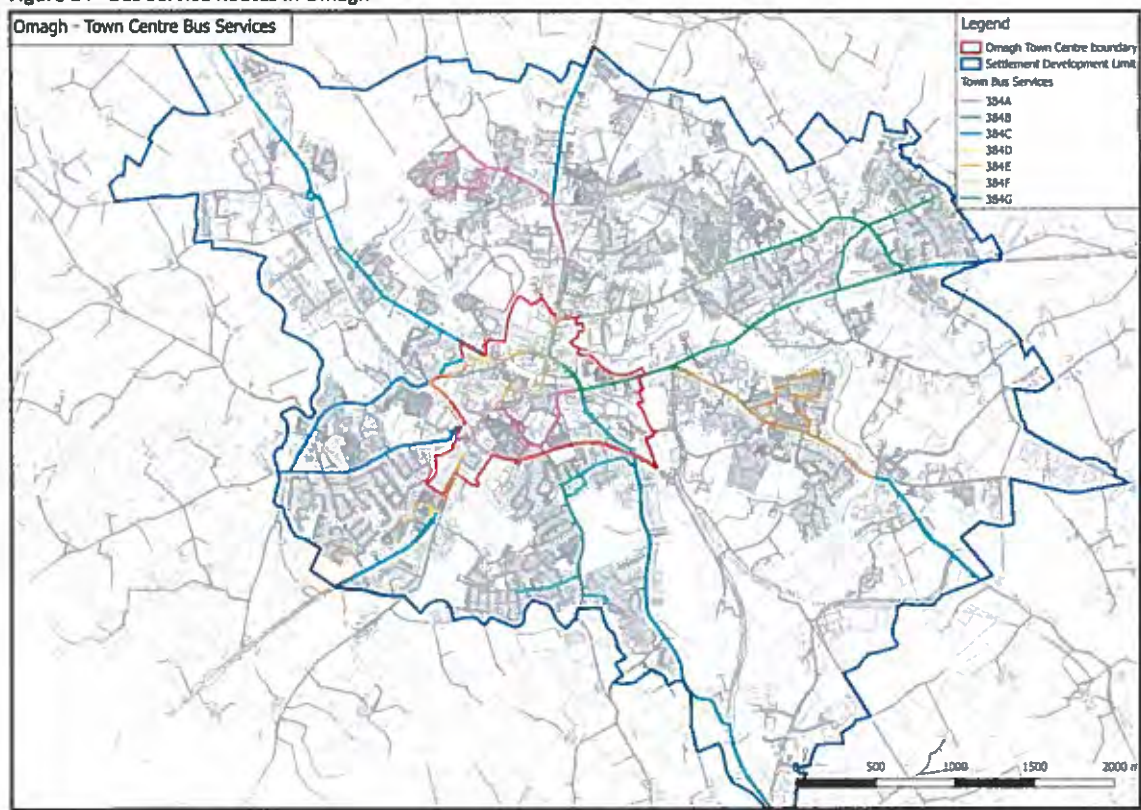 Omagh - Town Centre Bus Services
Legend
Omagh Town Centre boundary
Settlement Development Limit
Town Bus Services
384A
384B
384C
384D
384E
384F
384G
500
1000
1500
2000 m